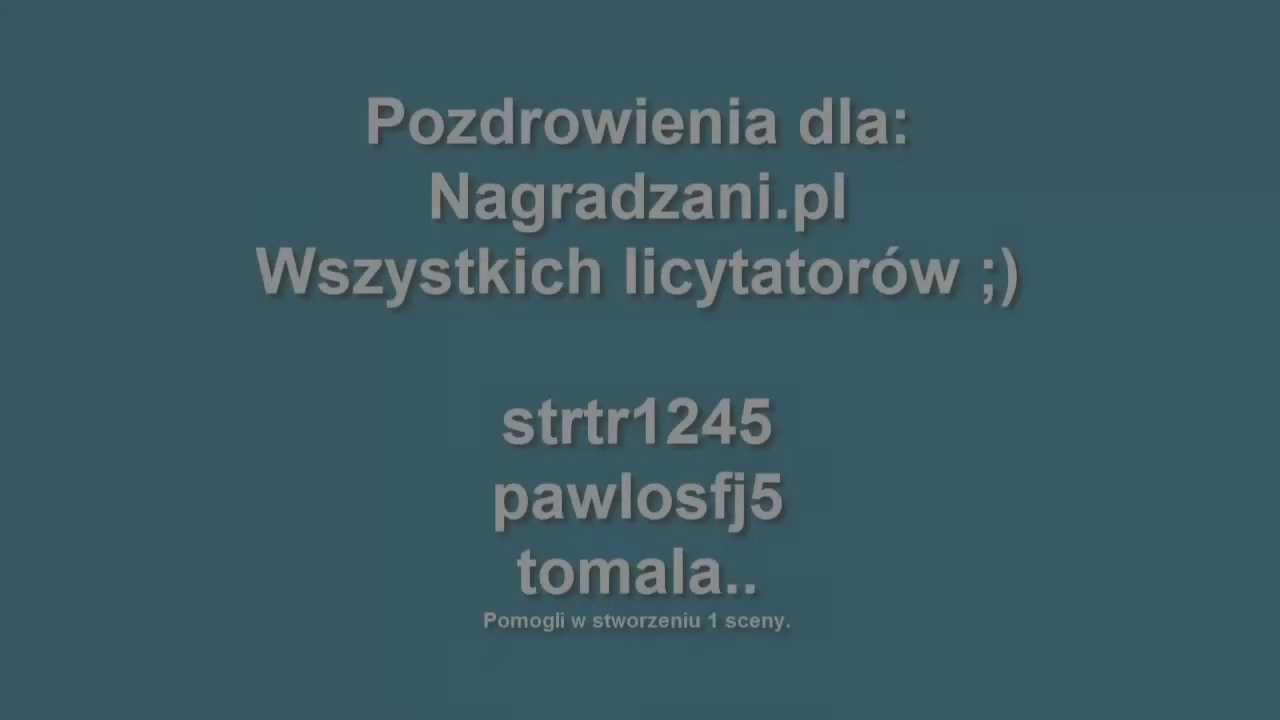 Pozdrowienia dla:
Nagradzani.pl
Wszystkich licytatorów ;)
strtr1245
pawlosfj5
tomala..
Pomogli w stworzeniu 1 sceny.